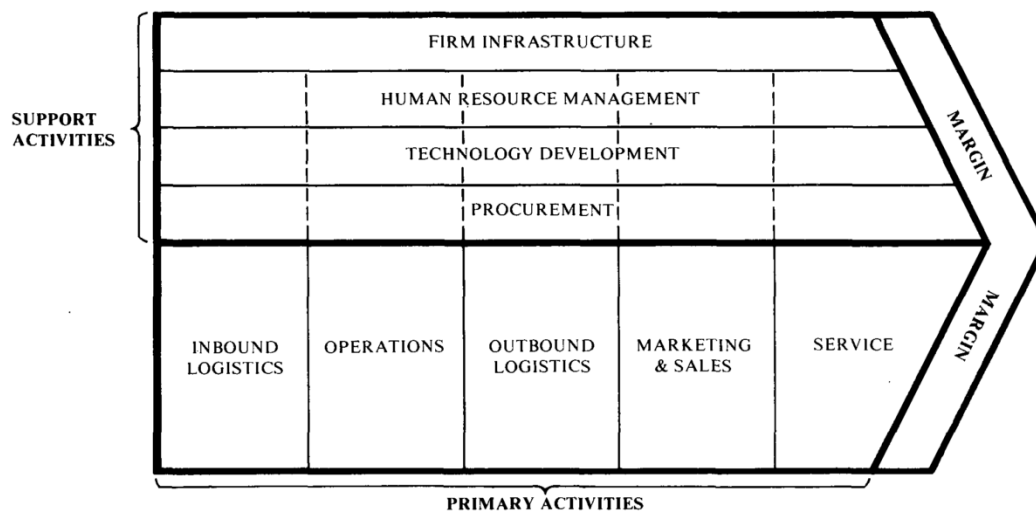 FIRM INFRASTRUCTURE
HUMAN RESOURCE MANAGEMENT
SUPPORT
ACTIVITIES
TECHNOLOGY DEVELOPMENT
PROCUREMENT
MARGIN
INBOUND
LOGISTICS
OPERATIONS
OUTBOUND
LOGISTICS
MARKETING
& SALES
SERVICE
MARGIN
PRIMARY ACTIVITIES